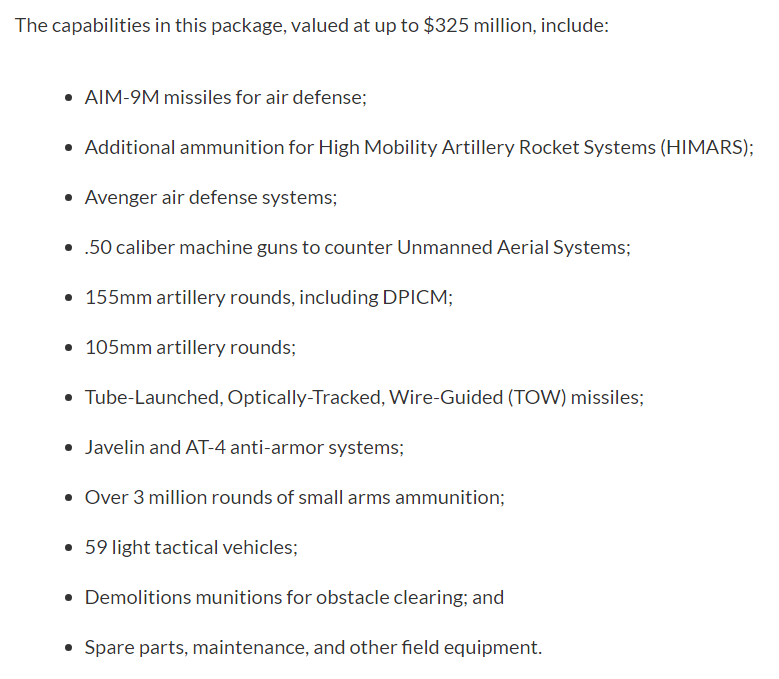 The capabilities in this package, valued at up to $325 million, include:
• AIM-9M missiles for air defense;
• Additional ammunition for High Mobility Artillery Rocket Systems (HIMARS);
• Avenger air defense systems;
• .50 caliber machine guns to counter Unmanned Aerial Systems;
• 155mm artillery rounds, including DPICM;
• 105mm artillery rounds;
• Tube-Launched, Optically-Tracked, Wire-Guided (TOW) missiles;
• Javelin and AT-4 anti-armor systems;
• Over 3 million rounds of small arms ammunition;
• 59 light tactical vehicles;
• Demolitions munitions for obstacle clearing; and
• Spare parts, maintenance, and other field equipment.